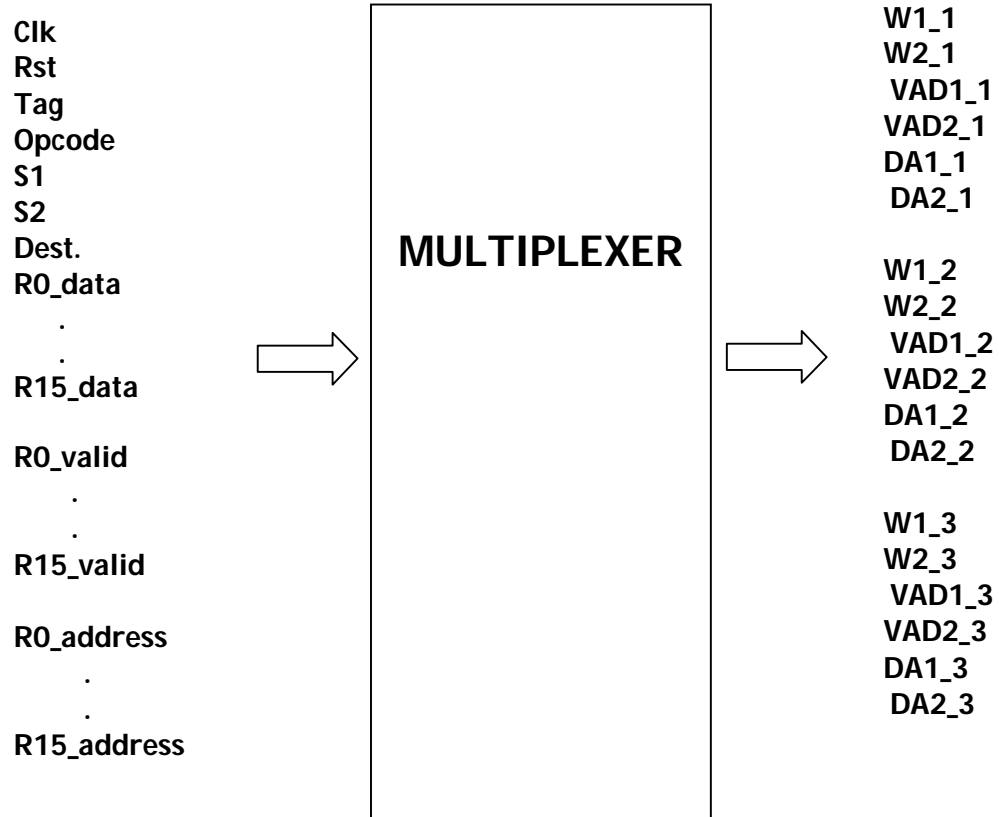 Clk
Rst
Tag
Opcode
S1
S2
Dest.
R0_data
.
.
R15_data
R0_valid
.
.
R15_valid
R0_address
.
.
R15_address
MULTIPLEXER
W1_1
W2_1
VAD1_1
VAD2_1
DA1_1
DA2_1
W1_2
W2_2
VAD1_2
VAD2_2
DA1_2
DA2_2
W1_3
W2_3
VAD1_3
VAD2_3
DA1_3
DA2_3